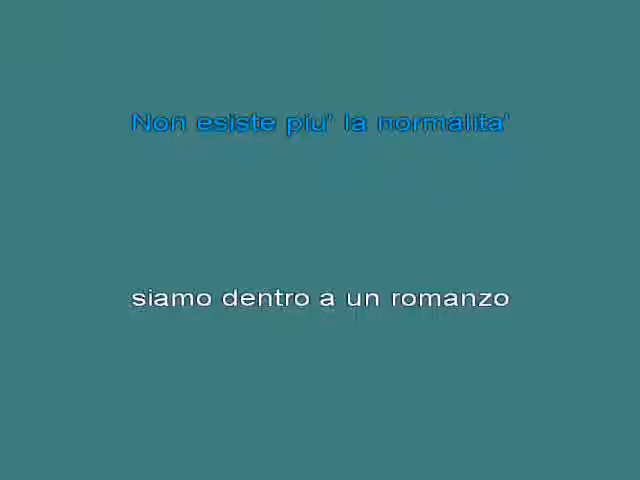 Non esiste piu' la normalita'
siamo dentro a un romanzo